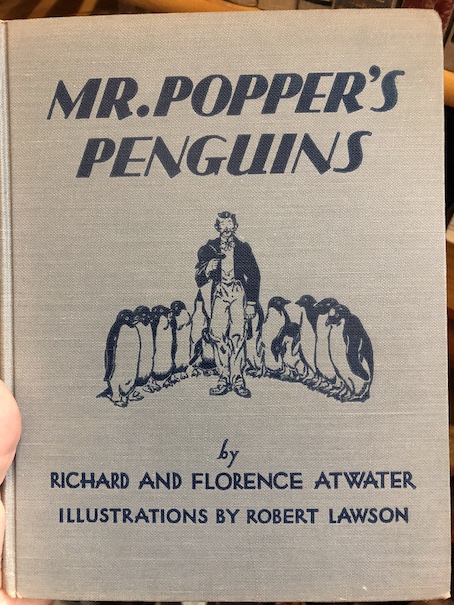 MR. POPPER'S
PENGUINS
by
RICHARD AND FLORENCE ATWATER
ILLUSTRATIONS BY ROBERT LAWSON